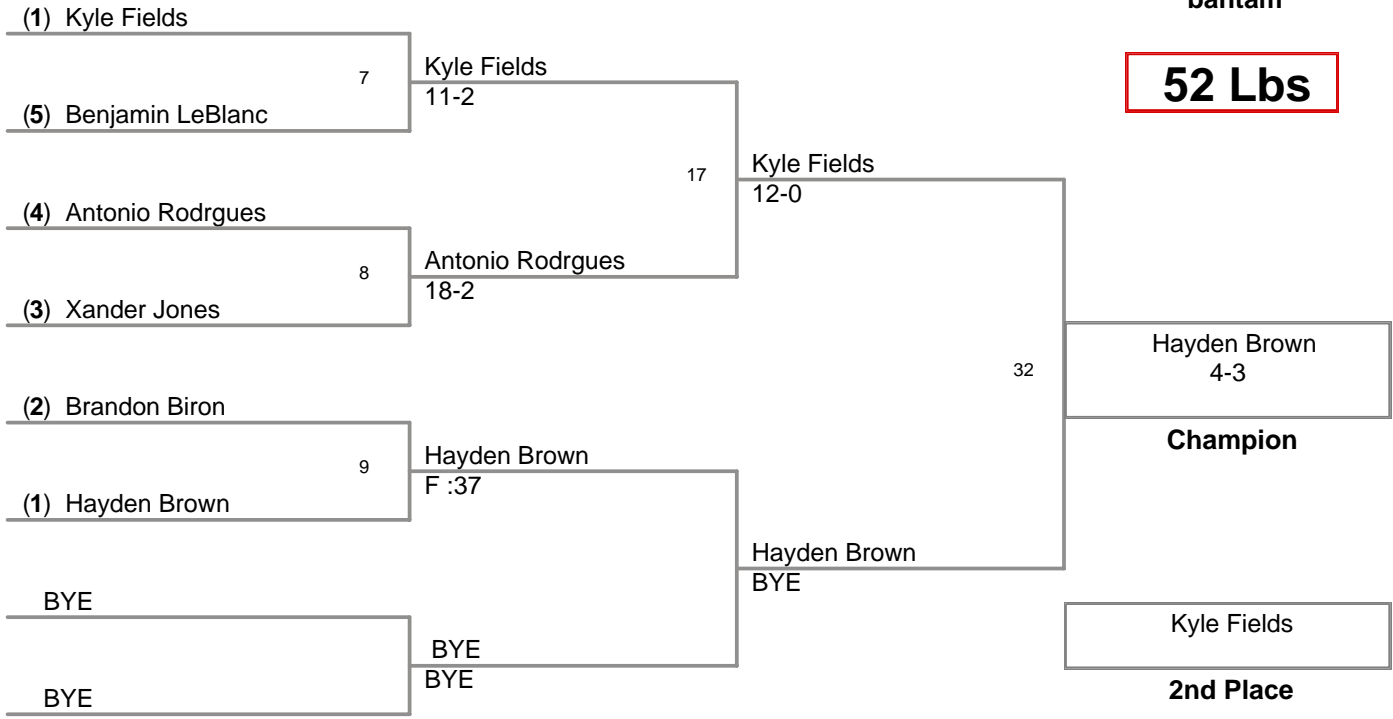 bantam
(1) Kyle Fields
52 Lbs
7
Kyle Fields
11-2
(5) Benjamin LeBlanc
17
Kyle Fields
12-0
(4) Antonio Rodrgues
8
Antonio Rodrgues
18-2
(3) Xander Jones
32
Hayden Brown
4-3
Champion
(2) Brandon Biron
9
Hayden Brown
F :37
(1) Hayden Brown
Hayden Brown
BYE
BYE
BYE
BYE
BYE
Kyle Fields
2nd Place